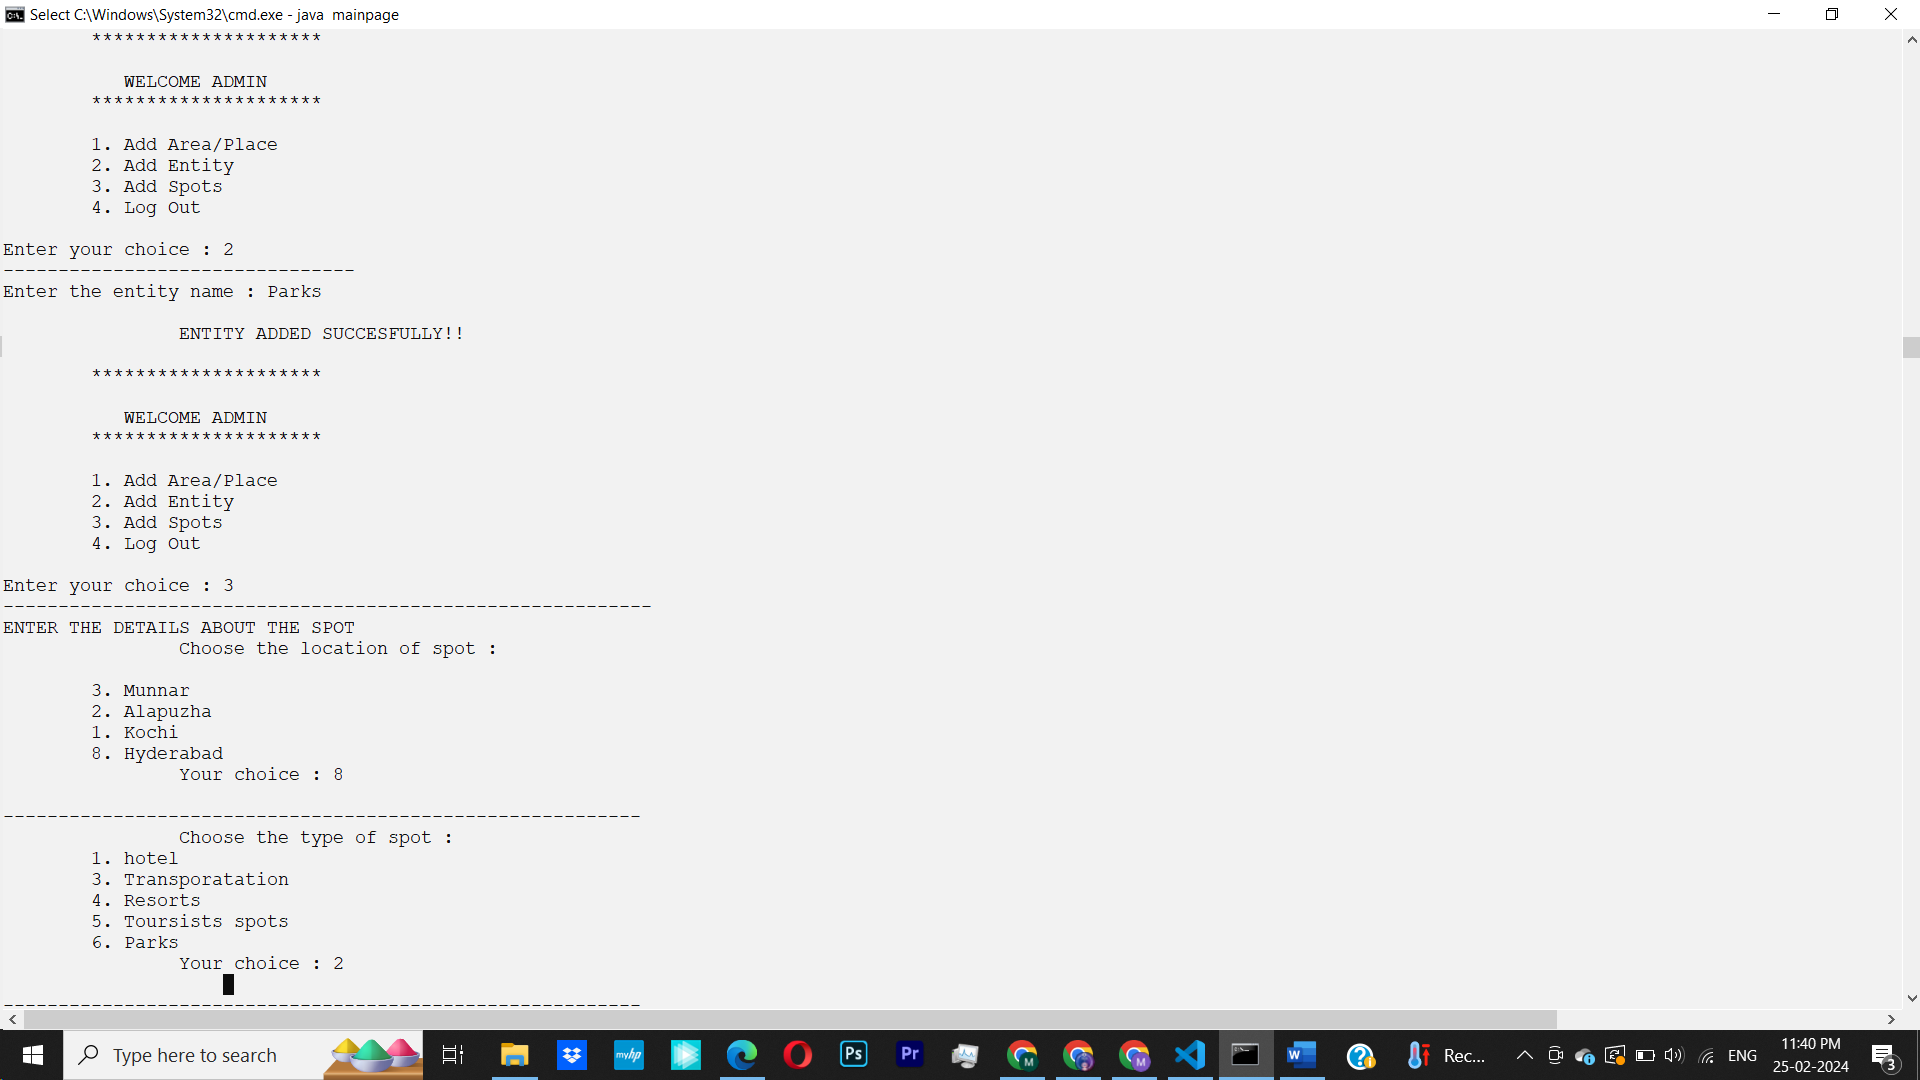 Select C:\Windows\System32\cmd.exe - java  mainpage
*********************
WELCOME ADMIN
*********************
1. Add Area/Place
2. Add Entity
3. Add Spots
4. Log Out
Enter your choice : 2
--------------------------------
Enter the entity name : Parks
ENTITY ADDED SUCCESFULLY!!
*********************
WELCOME ADMIN
*********************
1. Add Area/Place
2. Add Entity
3. Add Spots
4. Log Out
Enter your choice : 3
-----------------------------------------------------------
ENTER THE DETAILS ABOUT THE SPOT
Choose the location of spot :
3. Munnar
2. Alapuzha
1. Kochi
8. Hyderabad
Your choice : 8
----------------------------------------------------------
Choose the type of spot :
1. hotel
3. Transporatation
4. Resorts
5. Toursists spots
6. Parks
Your choice : 2
----------------------------------------------------------
Type here to search
myhp
Ps
Pr
M
M
W
Rec...
ENG
11:40 PM
25-02-2024
3